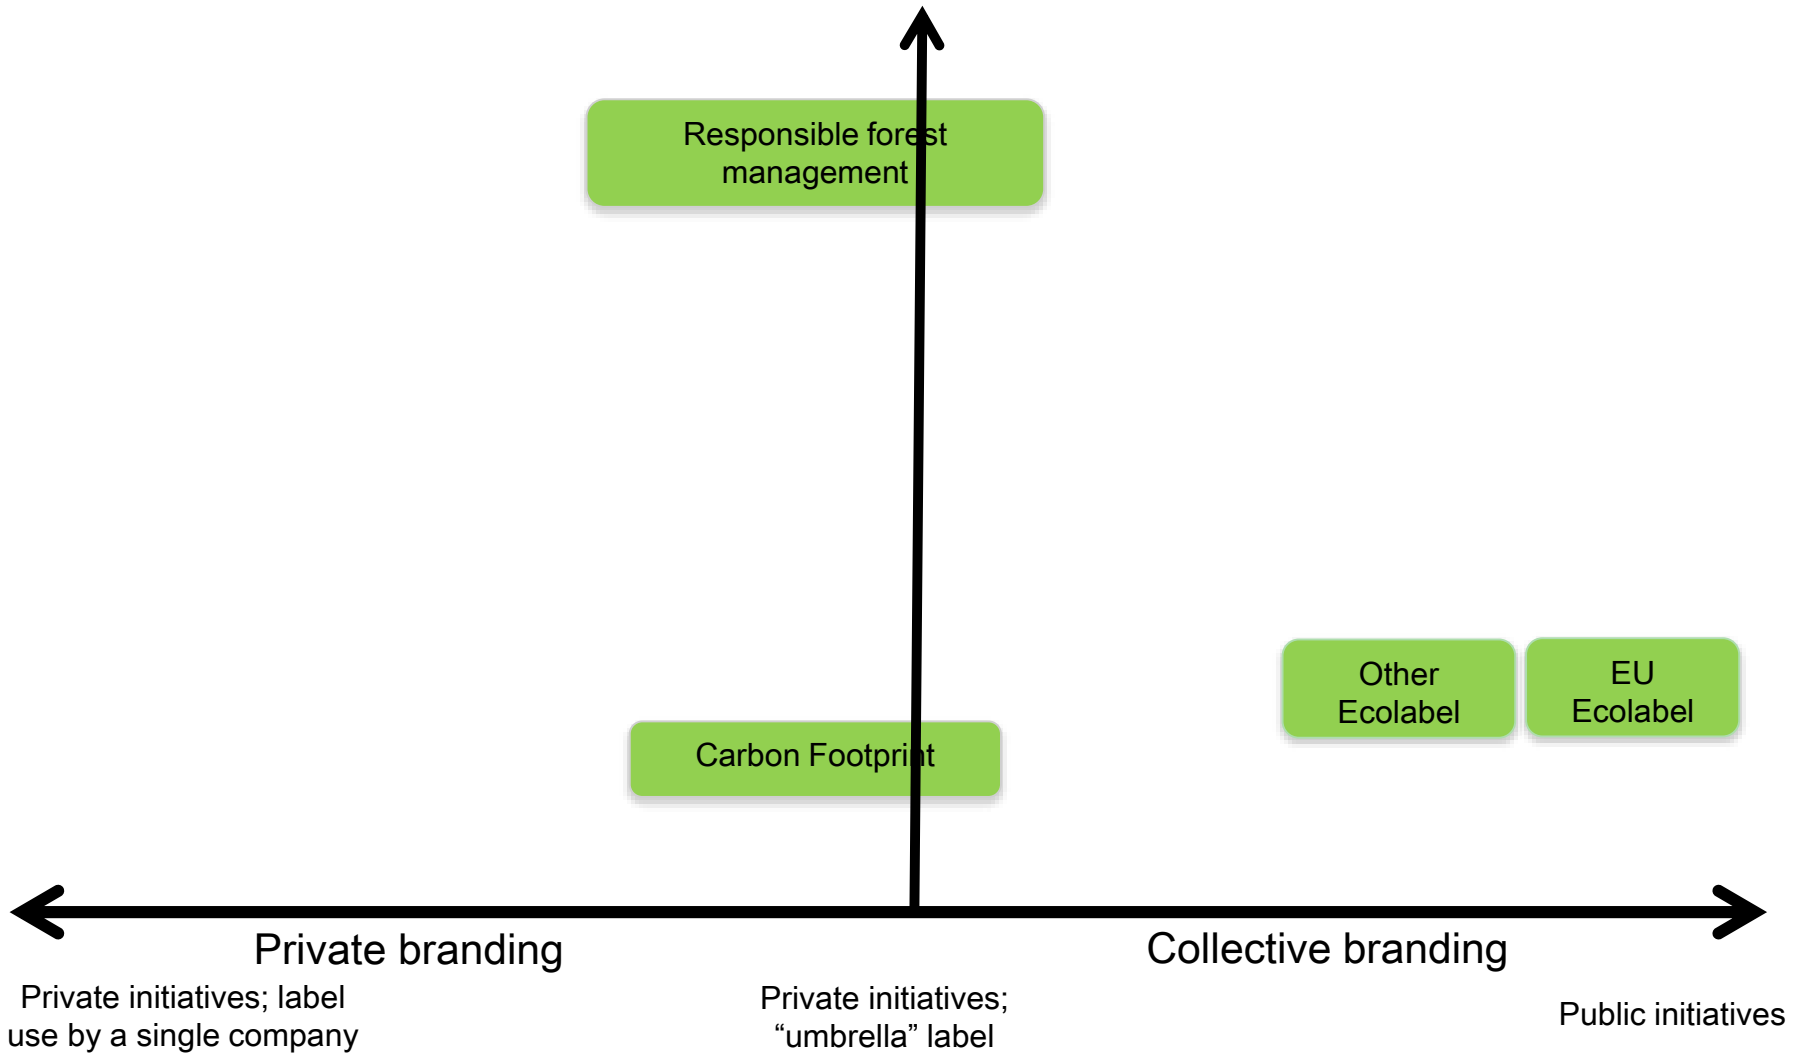 Responsible forest
management
Other
Ecolabel
EU
Ecolabel
Carbon Footprint
Private branding
Collective branding
Private initiatives; label
use by a single company
Private initiatives;
“umbrella” label
Public initiatives